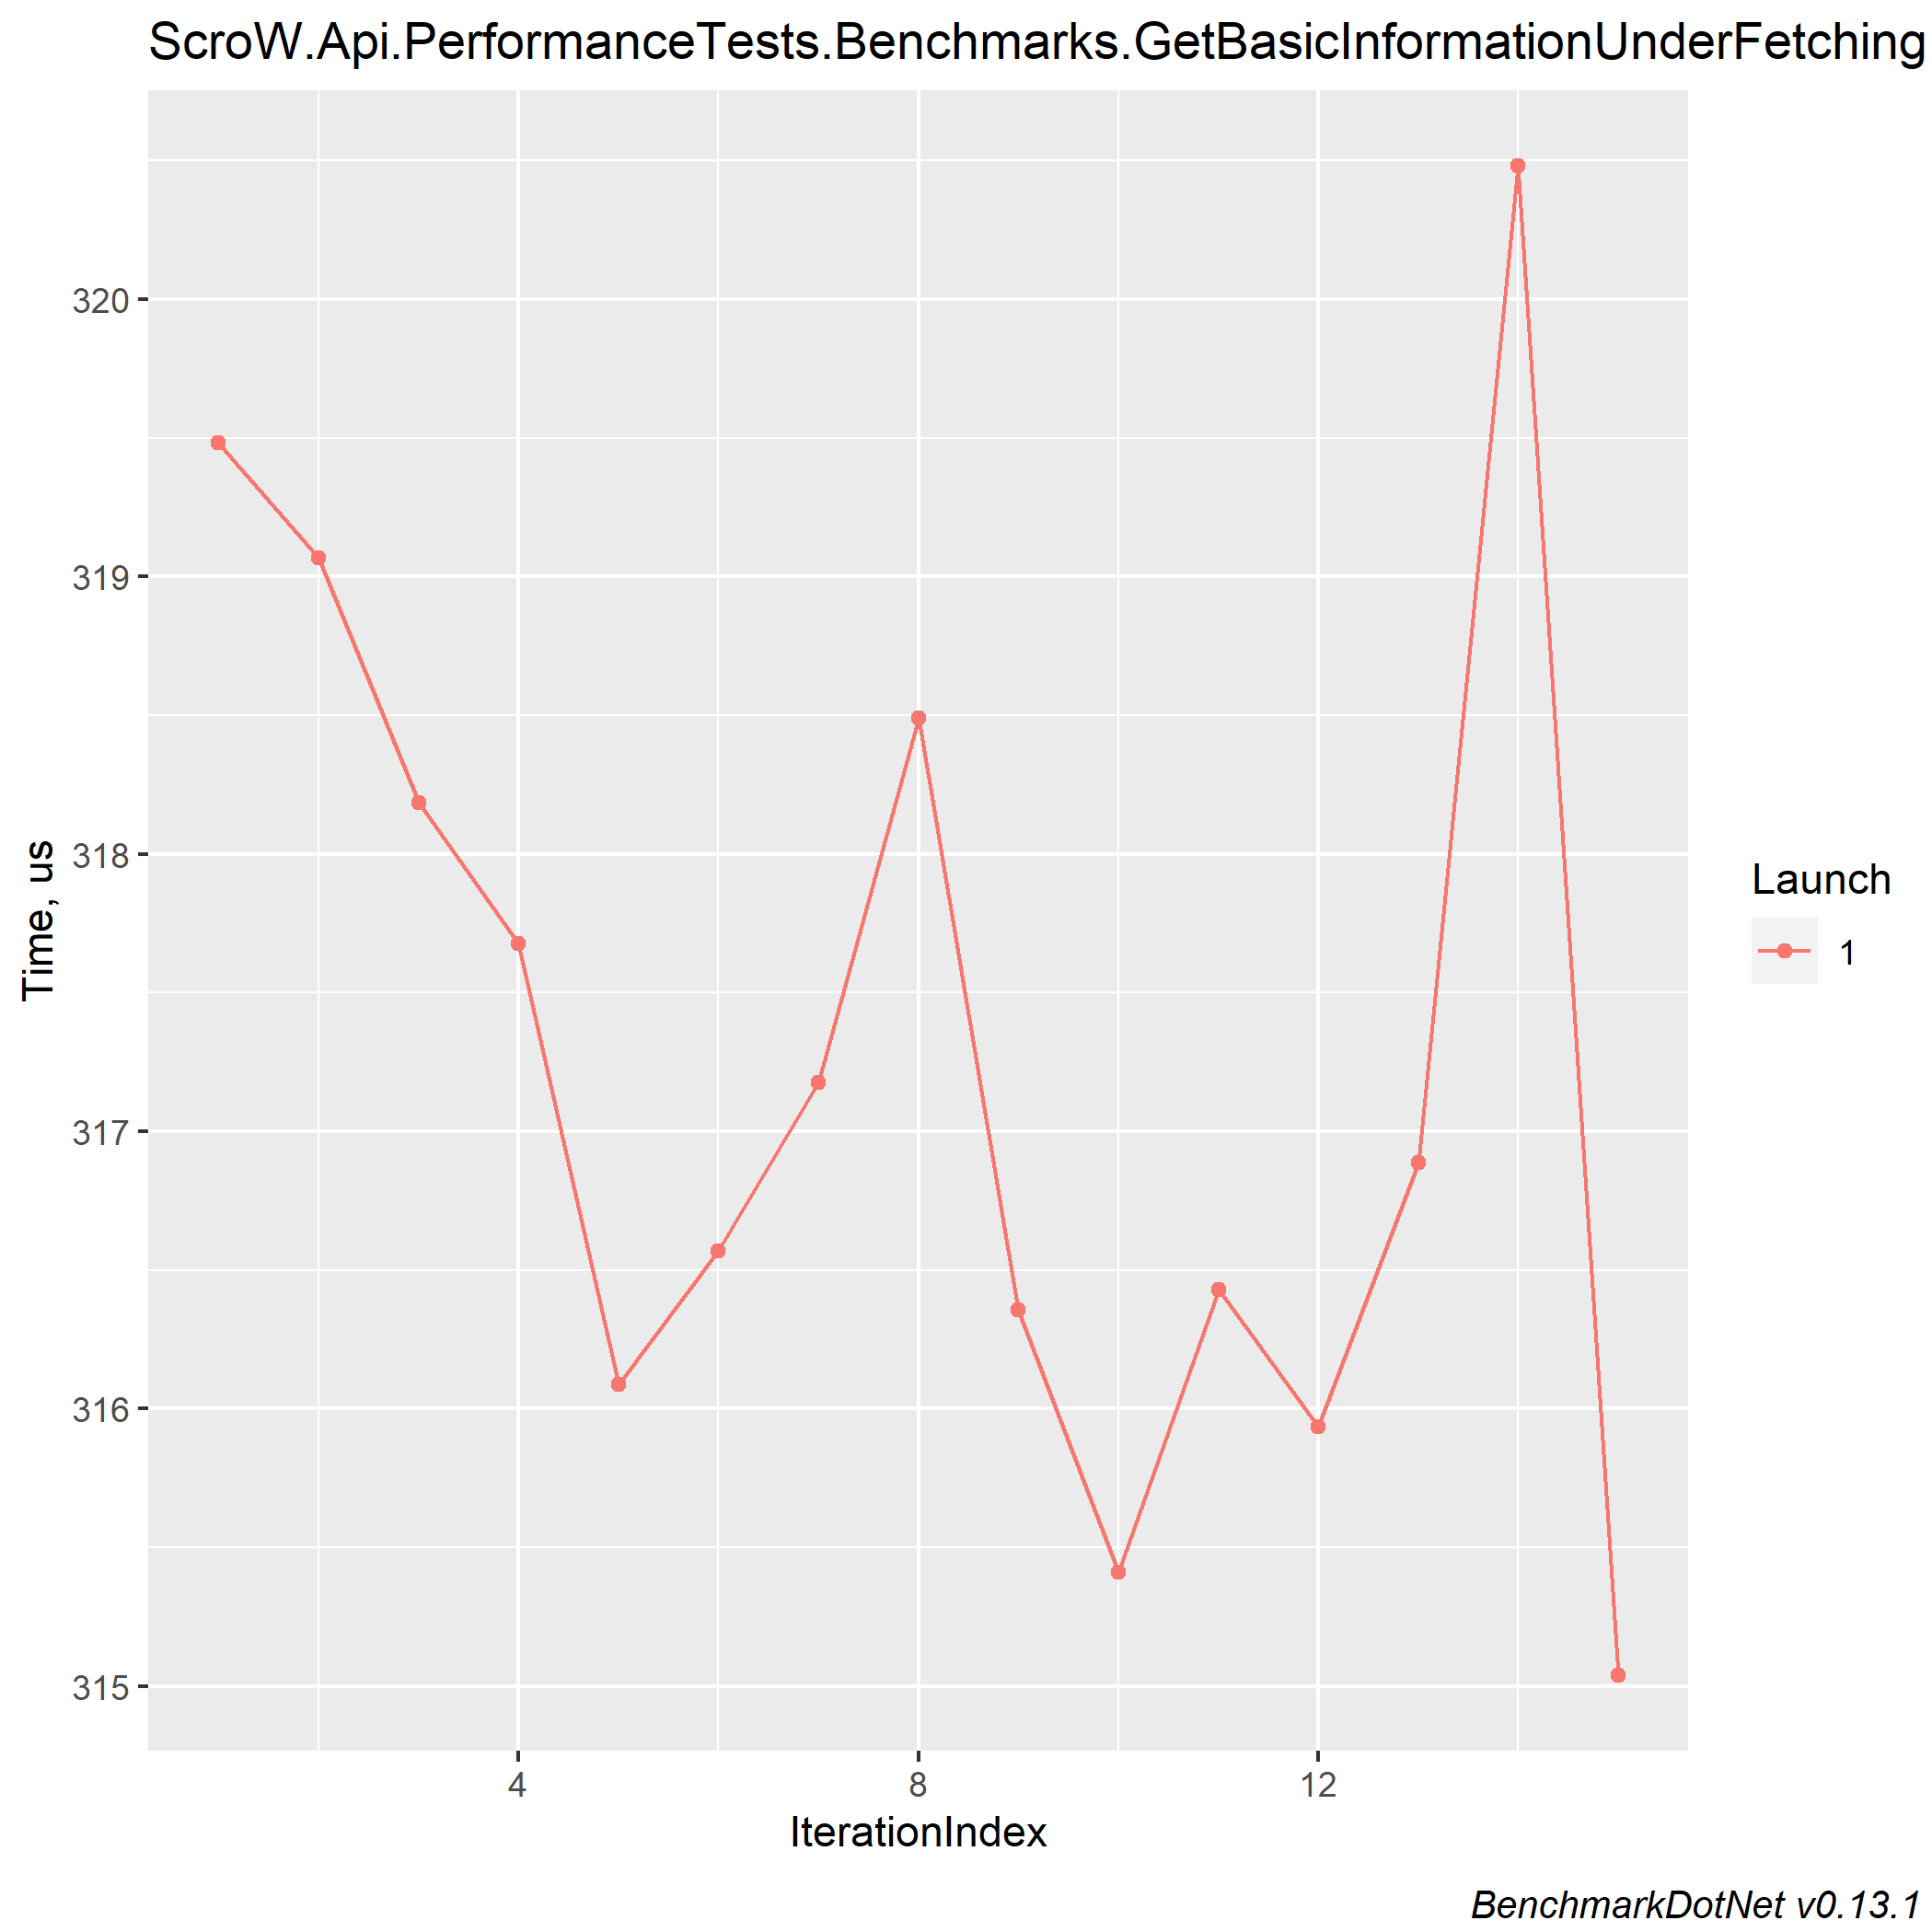 ScroW.Api.PerformanceTests.Benchmarks.GetBasicInformationUnderFetching
320
319
318
317
316
315
Time, us
4
8
12
IterationIndex
Launch
1
BenchmarkDotNet v0.13.1